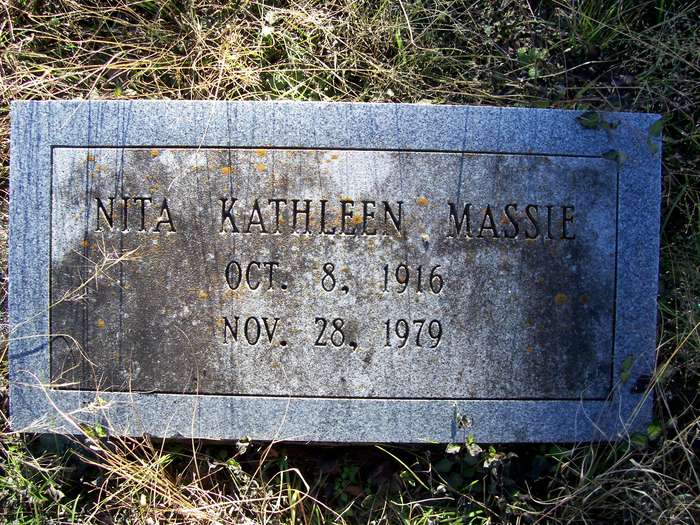 NITA KATHLEEN MASSIE
OCT. 8, 1916
NOV. 28, 1979